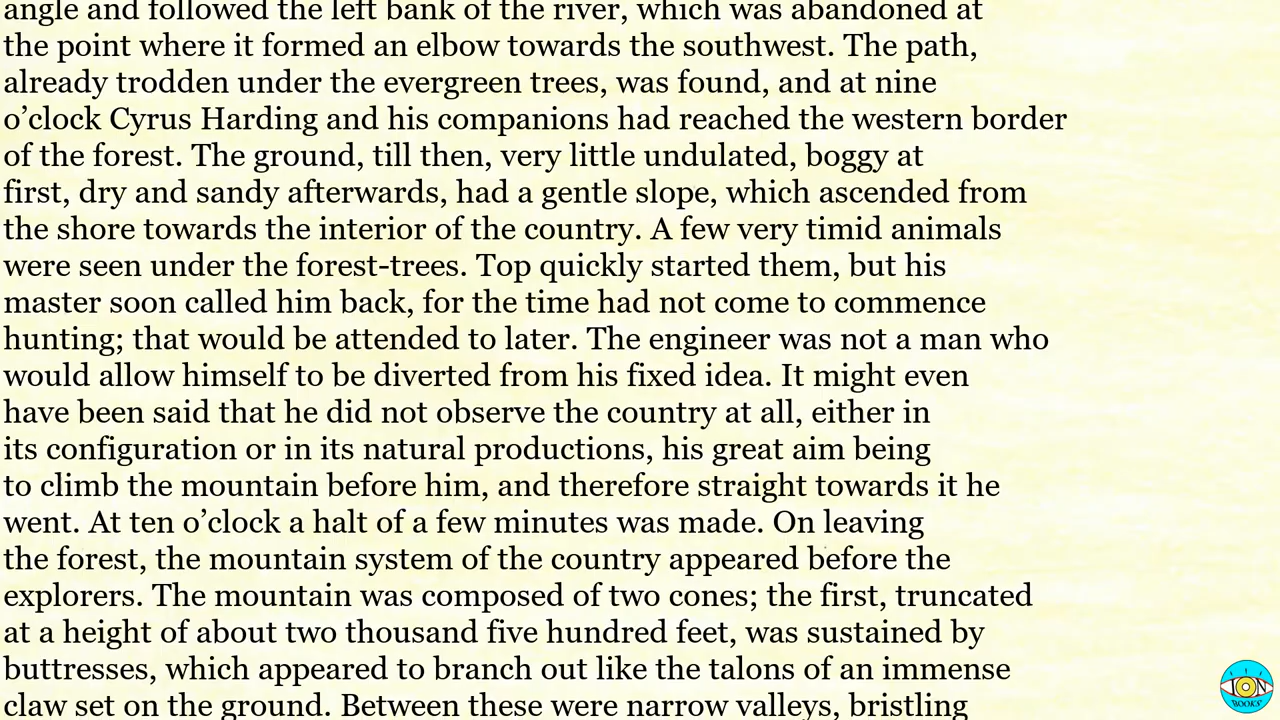 angle and followed the left bank of the river, which was abandoned at
the point where it formed an elbow towards the southwest. The path,
already trodden under the evergreen trees, was found, and at nine
o’clock Cyrus Harding and his companions had reached the western border
of the forest. The ground, till then, very little undulated, boggy at
first, dry and sandy afterwards, had a gentle slope, which ascended from
the shore towards the interior of the country. A few very timid animals
were seen under the forest-trees. Top quickly started them, but his
master soon called him back, for the time had not come to commence
hunting; that would be attended to later. The engineer was not a man who
would allow himself to be diverted from his fixed idea. It might even
have been said that he did not observe the country at all, either in
its configuration or in its natural productions, his great aim being
to climb the mountain before him, and therefore straight towards it he
went. At ten o’clock a halt of a few minutes was made. On leaving
the forest, the mountain system of the country appeared before the
explorers. The mountain was composed of two cones; the first, truncated
at a height of about two thousand five hundred feet, was sustained by
buttresses, which appeared to branch out like the talons of an immense
claw set on the ground. Between these were narrow valleys, bristling
ION
BOOKS